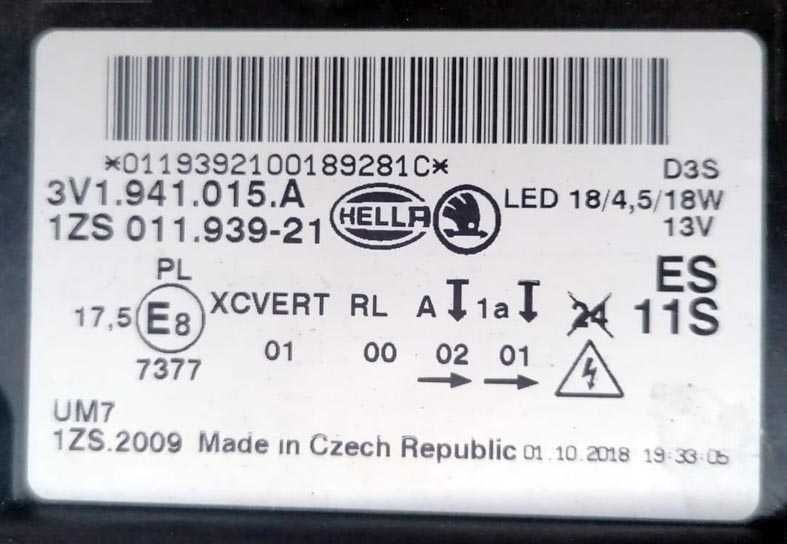 *0119392100189281C*
D3S
3V1.941.015.A
LED 18/4,5/18W
1ZS 011.939-21
HELLA
13V
PL
ES
17,5 E8 XCVERT RL A 1a 24 11S
7377 01 00 02 01
UM7
1ZS.2009 Made in Czech Republic 01.10.2018 19:33:05